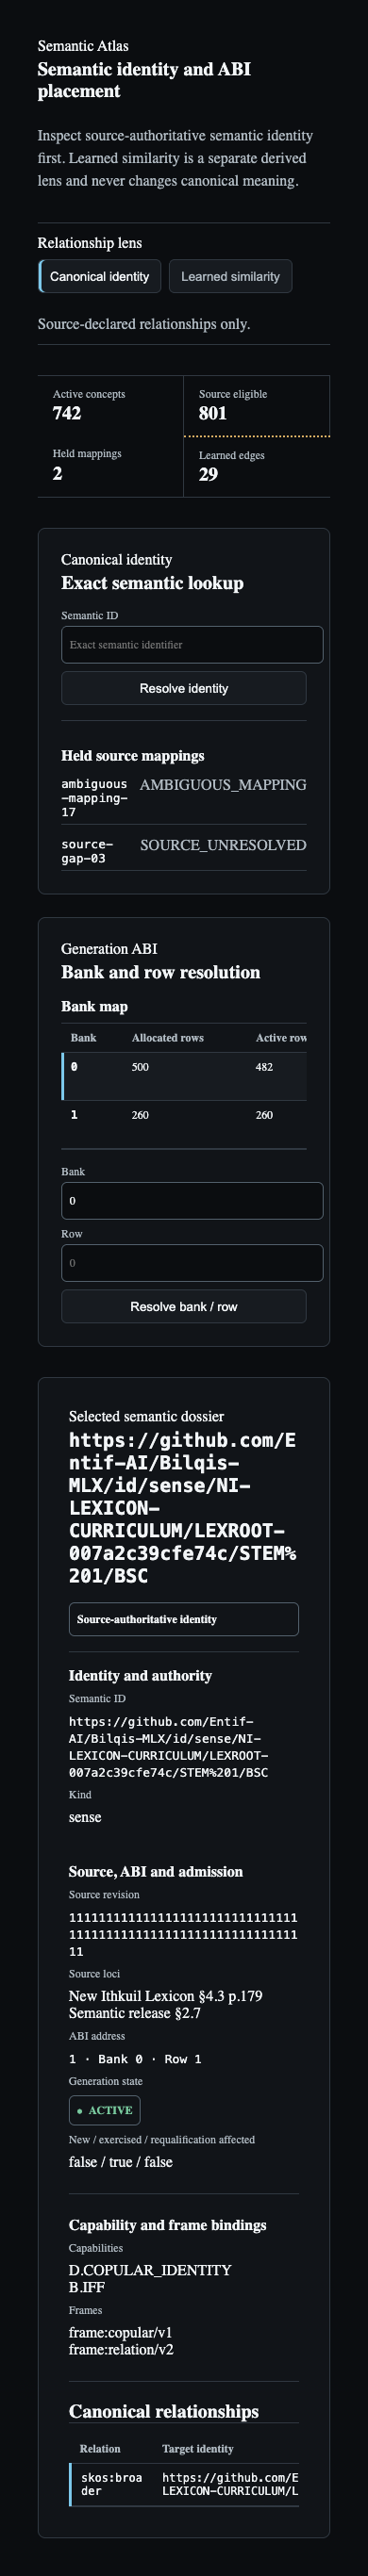 Semantic Atlas
Semantic identity and ABI
placement
Inspect source-authoritative semantic identity
first. Learned similarity is a separate derived
lens and never changes canonical meaning.
Relationship lens
Canonical identity
Learned similarity
Source-declared relationships only.
Active concepts
742
Source eligible
801
Held mappings
2
Learned edges
29
Canonical identity
Exact semantic lookup
Semantic ID
Exact semantic identifier
Resolve identity
Held source mappings
ambiguous
-mapping-
17
AMBIGUOUS_MAPPING
source-
gap-03
SOURCE_UNRESOLVED
Generation ABI
Bank and row resolution
Bank map
Bank Allocated rows Active row
0 500 482
1 260 260
Bank
0
Row
0
Resolve bank / row
Selected semantic dossier
https://github.com/E
ntif-AI/Bilqis-
MLX/id/sense/NI-
LEXICON-
CURRICULUM/LEXROOT-
007a2c39cfe74c/STEM%
201/BSC
Source-authoritative identity
Identity and authority
Semantic ID
https://github.com/Entif-
AI/Bilqis-MLX/id/sense/NI-
LEXICON-CURRICULUM/LEXROOT-
007a2c39cfe74c/STEM%201/BSC
Kind
sense
Source, ABI and admission
Source revision
1111111111111111111111111111111
1111111111111111111111111111111
11
Source loci
New Ithkuil Lexicon §4.3 p.179
Semantic release §2.7
ABI address
1 · Bank 0 · Row 1
Generation state
● ACTIVE
New / exercised / requalification affected
false / true / false
Capability and frame bindings
Capabilities
D.COPULAR_IDENTITY
B.IFF
Frames
frame:copular/v1
frame:relation/v2
Canonical relationships
Relation Target identity
skos:broa
der
https://github.com/E
LEXICON-CURRICULUM/L